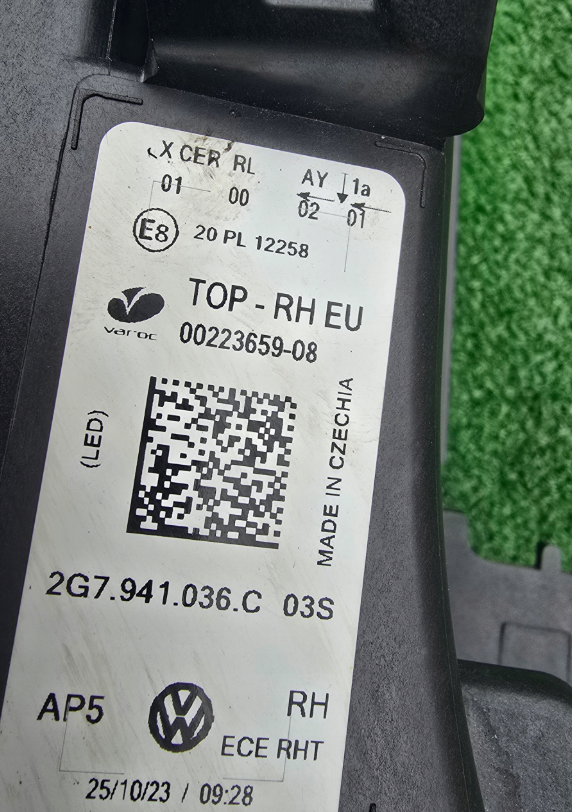 X CER RL AY 1a
01 00 02 01
E8 20 PL 12258
TOP - RH EU
varoc 00223659-08
(LED)
MADE IN CZECHIA
2G7.941.036.C 03S
AP5 RH
ECE RHT
25/10/23 / 09:28